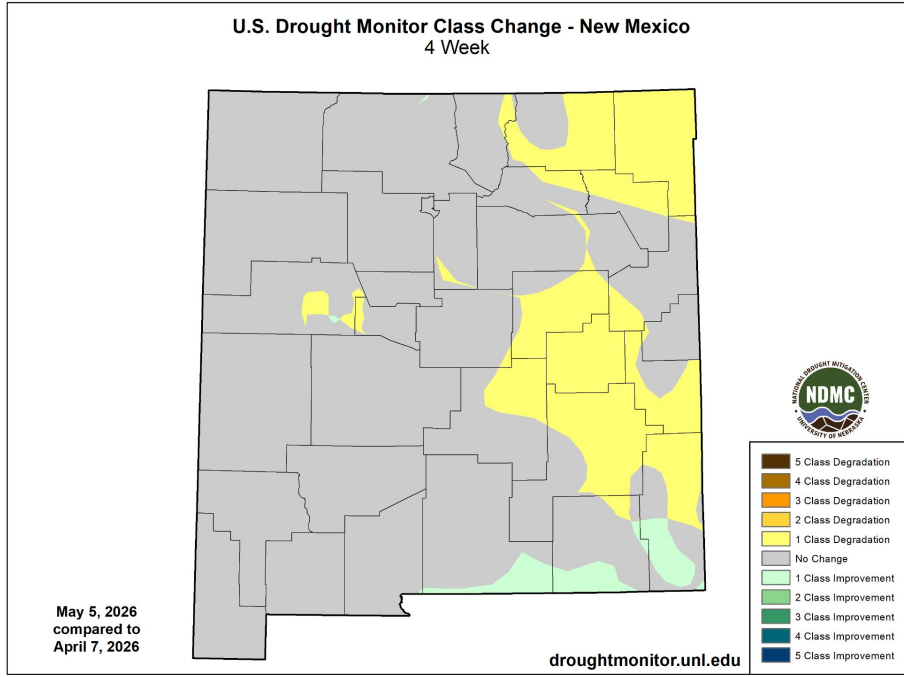 U.S. Drought Monitor Class Change - New Mexico
4 Week
NATIONAL DROUGHT MITIGATION CENTER
NDMC
UNIVERSITY OF NEBRASKA
5 Class Degradation
4 Class Degradation
3 Class Degradation
2 Class Degradation
1 Class Degradation
No Change
1 Class Improvement
2 Class Improvement
3 Class Improvement
4 Class Improvement
5 Class Improvement
May 5, 2026
compared to
April 7, 2026
droughtmonitor.unl.edu